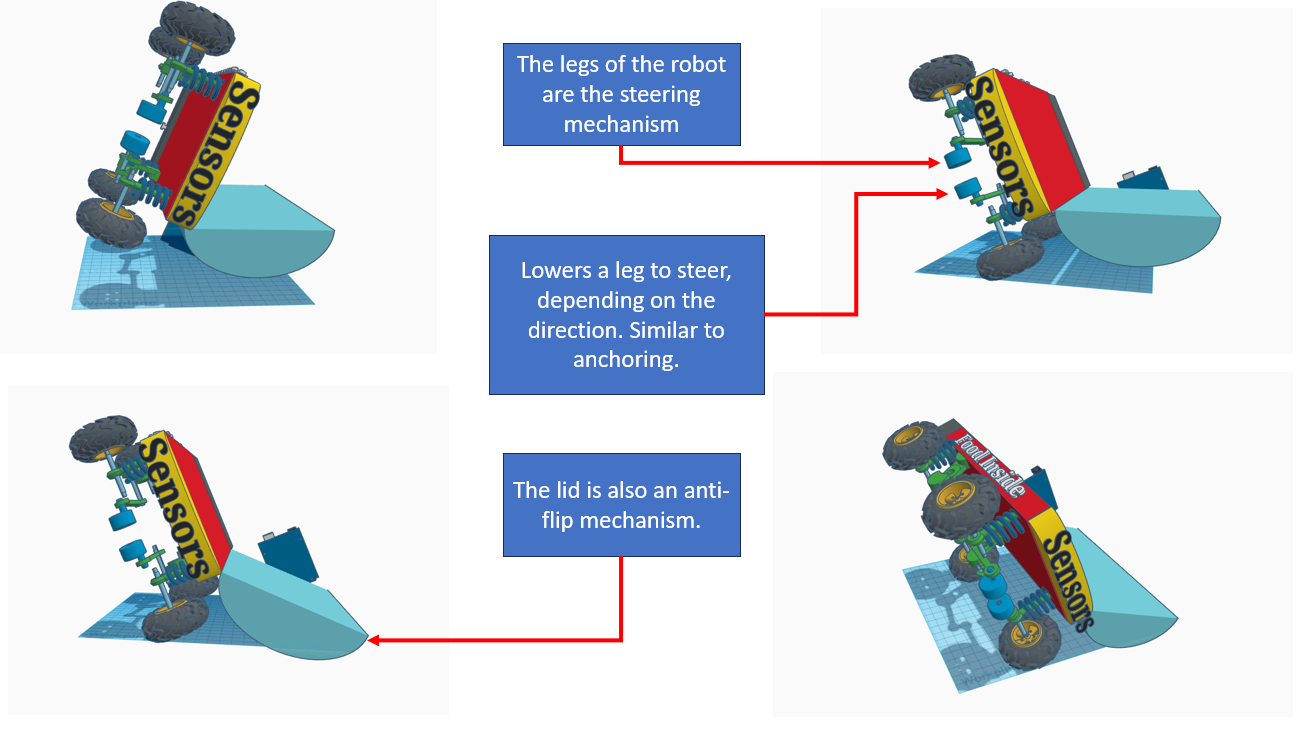 Sensors
The legs of the robot
are the steering
mechanism
Sensors
Lowers a leg to steer,
depending on the
direction. Similar to
anchoring.
Sensors
The lid is also an anti-
flip mechanism.
Food Inside
Sensors